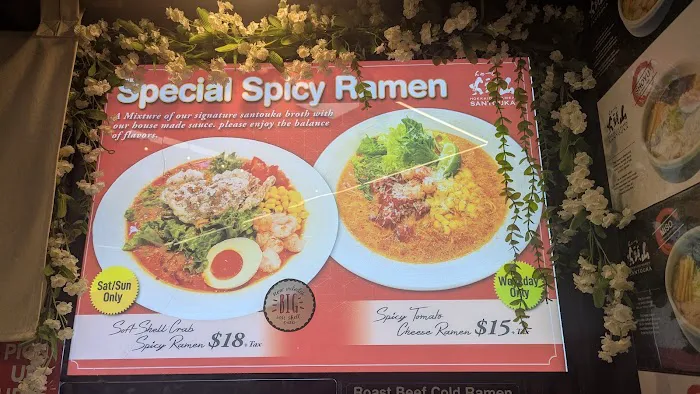 Special Spicy Ramen
A Mixture of our signature santouka broth with
our house made sauce. please enjoy the balance
of flavors.
SANTOUKA
Sat/Sun
Only
BIG
Soft Shell Crab
Spicy Ramen $18 + Tax
Weekday
Only
Spicy Tomato
Cheese Ramen $15 + Tax
Roast Beef Cold Ramen